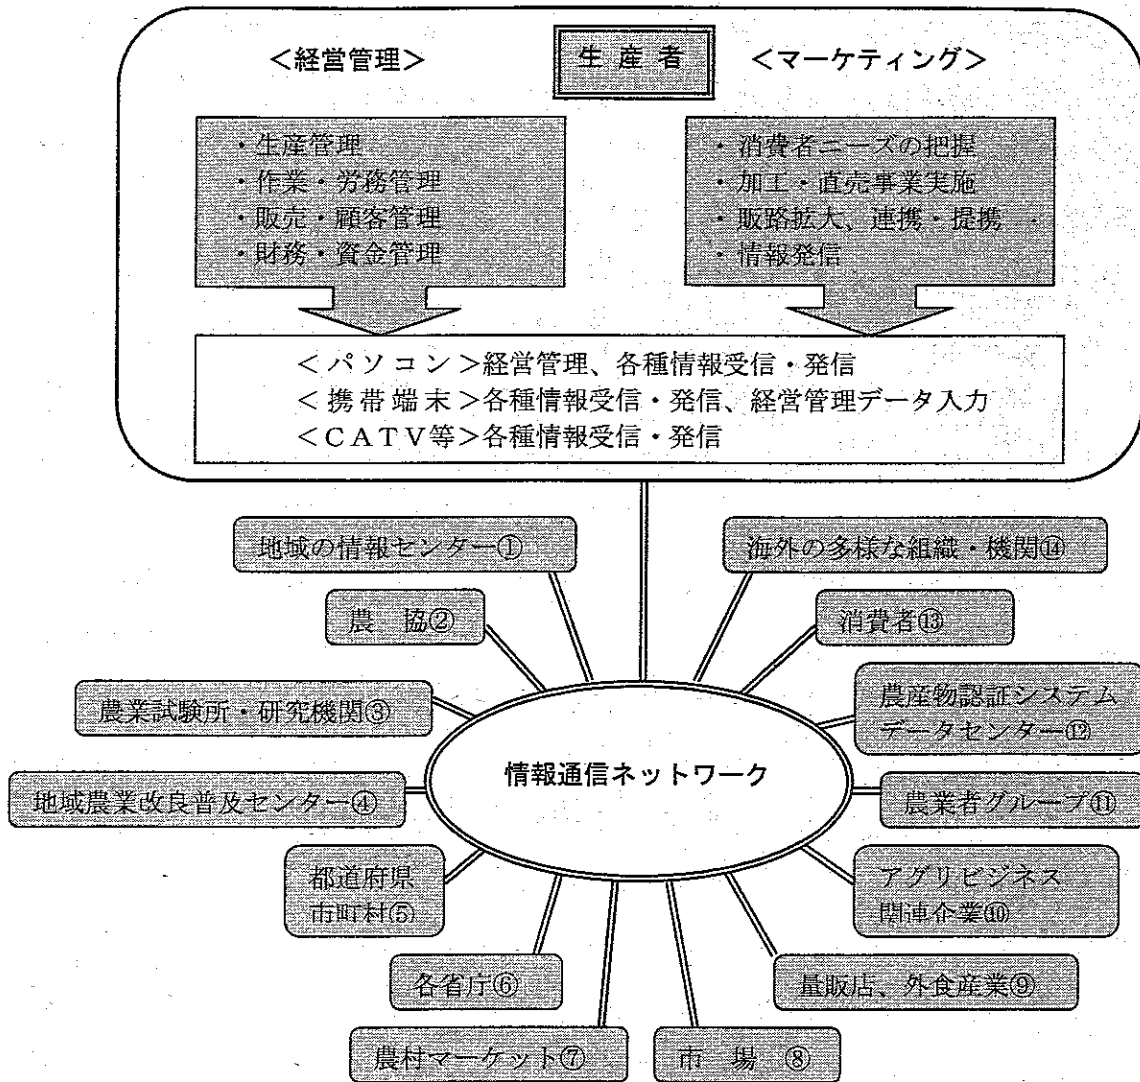 <経営管理>
生産者
<マーケティング>
・生産管理
・作業・労務管理
・販売・顧客管理
・財務・資金管理
・消費者ニーズの把握
・加工・直売事業実施
・販路拡大、連携・提携
・情報発信
<パソコン>経営管理、各種情報受信・発信
<携帯端末>各種情報受信・発信、経営管理データ入力
<CATV等>各種情報受信・発信
地域の情報センター①
海外の多様な組織・機関⑭
農協②
消費者⑬
農業試験所・研究機関③
農産物認証システム
データセンター⑫
情報通信ネットワーク
地域農業改良普及センター④
農業者グループ⑪
都道府県
市町村⑤
アグリビジネス
関連企業⑩
各省庁⑥
量販店、外食産業⑨
農村マーケット⑦
市場⑧